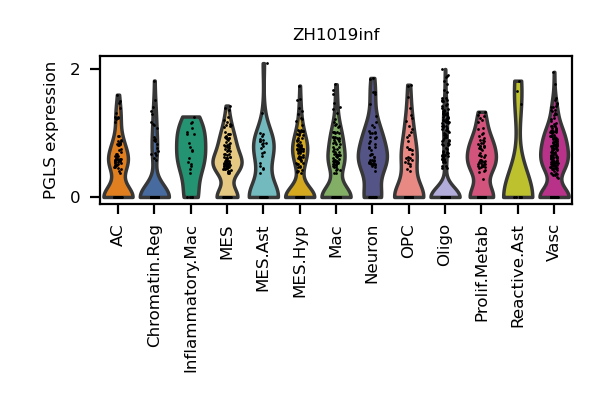 ZH1019inf
PGLS expression
2
0
AC
Chromatin.Reg
Inflammatory.Mac
MES
MES.Ast
MES.Hyp
Mac
Neuron
OPC
Oligo
Prolif.Metab
Reactive.Ast
Vasc